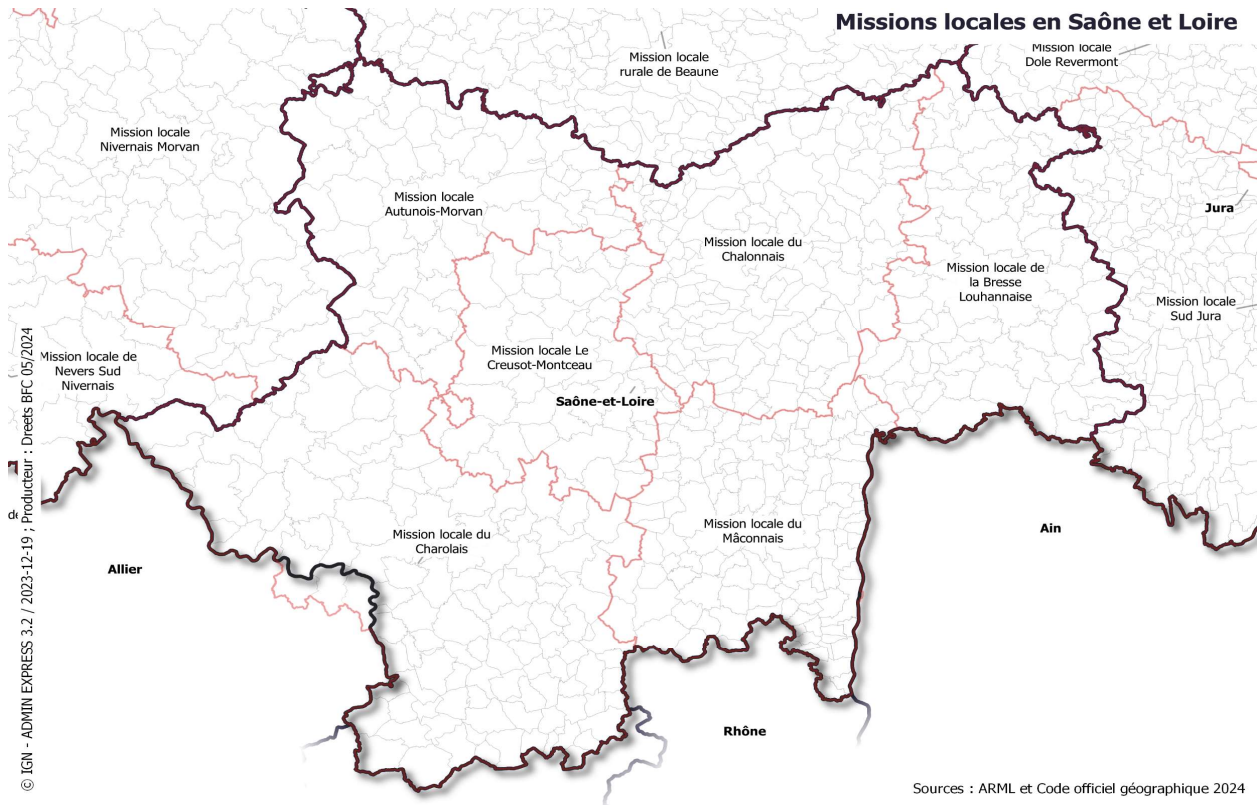 Missions locales en Saône et Loire
Mission locale
Dole Revermont
Mission locale
rurale de Beaune
Mission locale
Nivernais Morvan
Mission locale
Autunois-Morvan
Jura
Mission locale du
Chalonnais
Mission locale de
la Bresse
Louhannaise
Mission locale
Sud Jura
Mission locale de
Nevers Sud
Nivernais
Mission locale Le
Creusot-Montceau
Saône-et-Loire
Mission locale du
Charolais
Mission locale du
Mâconnais
Ain
Allier
Rhône
© IGN - ADMIN EXPRESS 3.2 / 2023-12-19 ; Producteur : Dreets BFC 05/2024
Sources : ARML et Code officiel géographique 2024